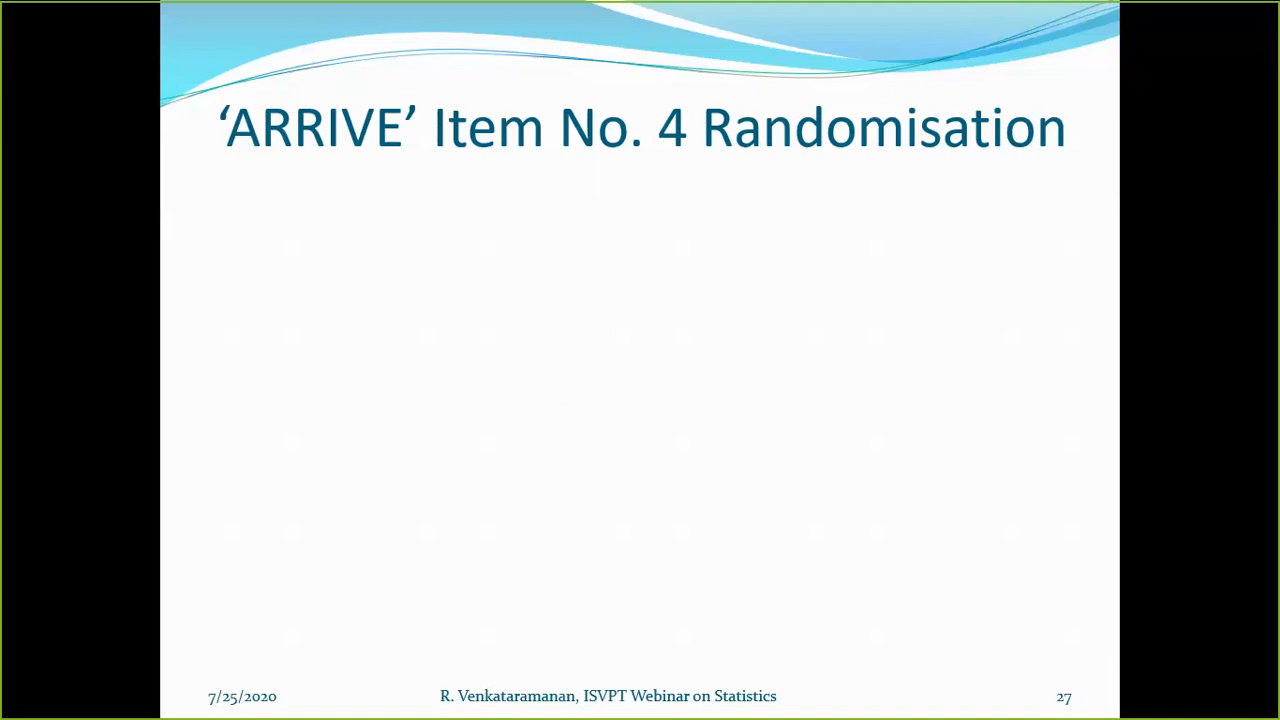 ‘ARRIVE’ Item No. 4 Randomisation
7/25/2020
R. Venkataramanan, ISVPT Webinar on Statistics
27